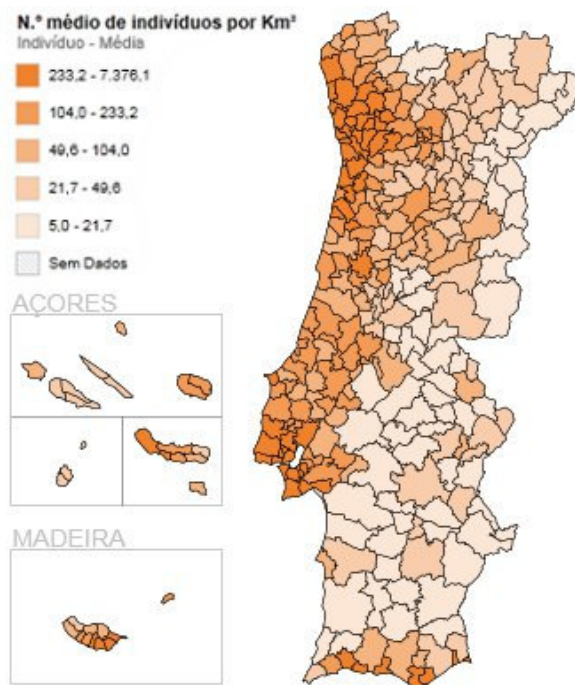 N.º médio de indivíduos por Km²
Indivíduo - Média
233,2 - 7.376,1
104,0 - 233,2
49,6 - 104,0
21,7 - 49,6
5,0 - 21,7
Sem Dados
AÇORES
MADEIRA